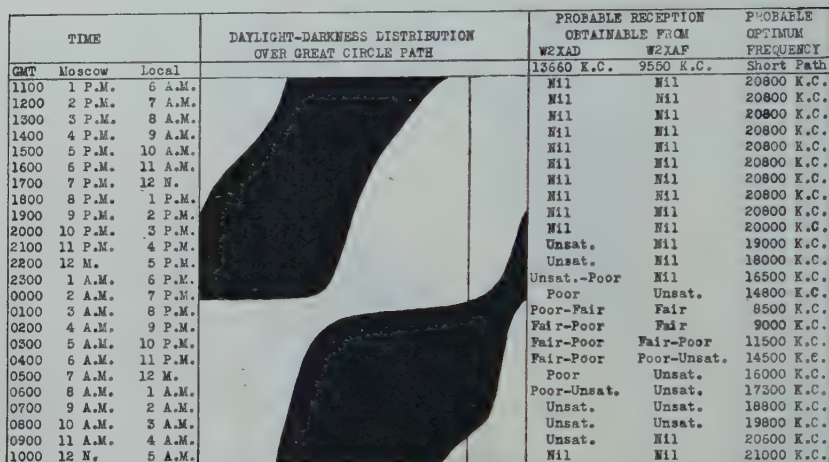 TIME DAYLIGHT-DARKNESS DISTRIBUTION OVER GREAT CIRCLE PATH PROBABLE RECEPTION OBTAINABLE FROM PROBABLE OPTIMUM FREQUENCY
W2XAD W2XAF
GMT Moscow Local 13660 K.C. 9550 K.C. Short Path
1100 1 P.M. 6 A.M. Nil Nil 20800 K.C.
1200 2 P.M. 7 A.M. Nil Nil 20800 K.C.
1300 3 P.M. 8 A.M. Nil Nil 20800 K.C.
1400 4 P.M. 9 A.M. Nil Nil 20800 K.C.
1500 5 P.M. 10 A.M. Nil Nil 20800 K.C.
1600 6 P.M. 11 A.M. Nil Nil 20800 K.C.
1700 7 P.M. 12 N. Nil Nil 20800 K.C.
1800 8 P.M. 1 P.M. Nil Nil 20800 K.C.
1900 9 P.M. 2 P.M. Nil Nil 20800 K.C.
2000 10 P.M. 3 P.M. Nil Nil 20000 K.C.
2100 11 P.M. 4 P.M. Unsat. Nil 19000 K.C.
2200 12 M. 5 P.M. Unsat. Nil 18000 K.C.
2300 1 A.M. 6 P.M. Unsat.-Poor Nil 16500 K.C.
0000 2 A.M. 7 P.M. Poor Unsat. 14800 K.C.
0100 3 A.M. 8 P.M. Poor-Fair Fair 8500 K.C.
0200 4 A.M. 9 P.M. Fair-Poor Fair 9000 K.C.
0300 5 A.M. 10 P.M. Fair-Poor Fair-Poor 11500 K.C.
0400 6 A.M. 11 P.M. Fair-Poor Poor-Unsat. 14500 K.C.
0500 7 A.M. 12 M. Poor Unsat. 16000 K.C.
0600 8 A.M. 1 A.M. Poor-Unsat. Unsat. 17300 K.C.
0700 9 A.M. 2 A.M. Unsat. Unsat. 18800 K.C.
0800 10 A.M. 3 A.M. Unsat. Unsat. 19800 K.C.
0900 11 A.M. 4 A.M. Unsat. Nil 20600 K.C.
1000 12 N. 5 A.M. Nil Nil 21000 K.C.